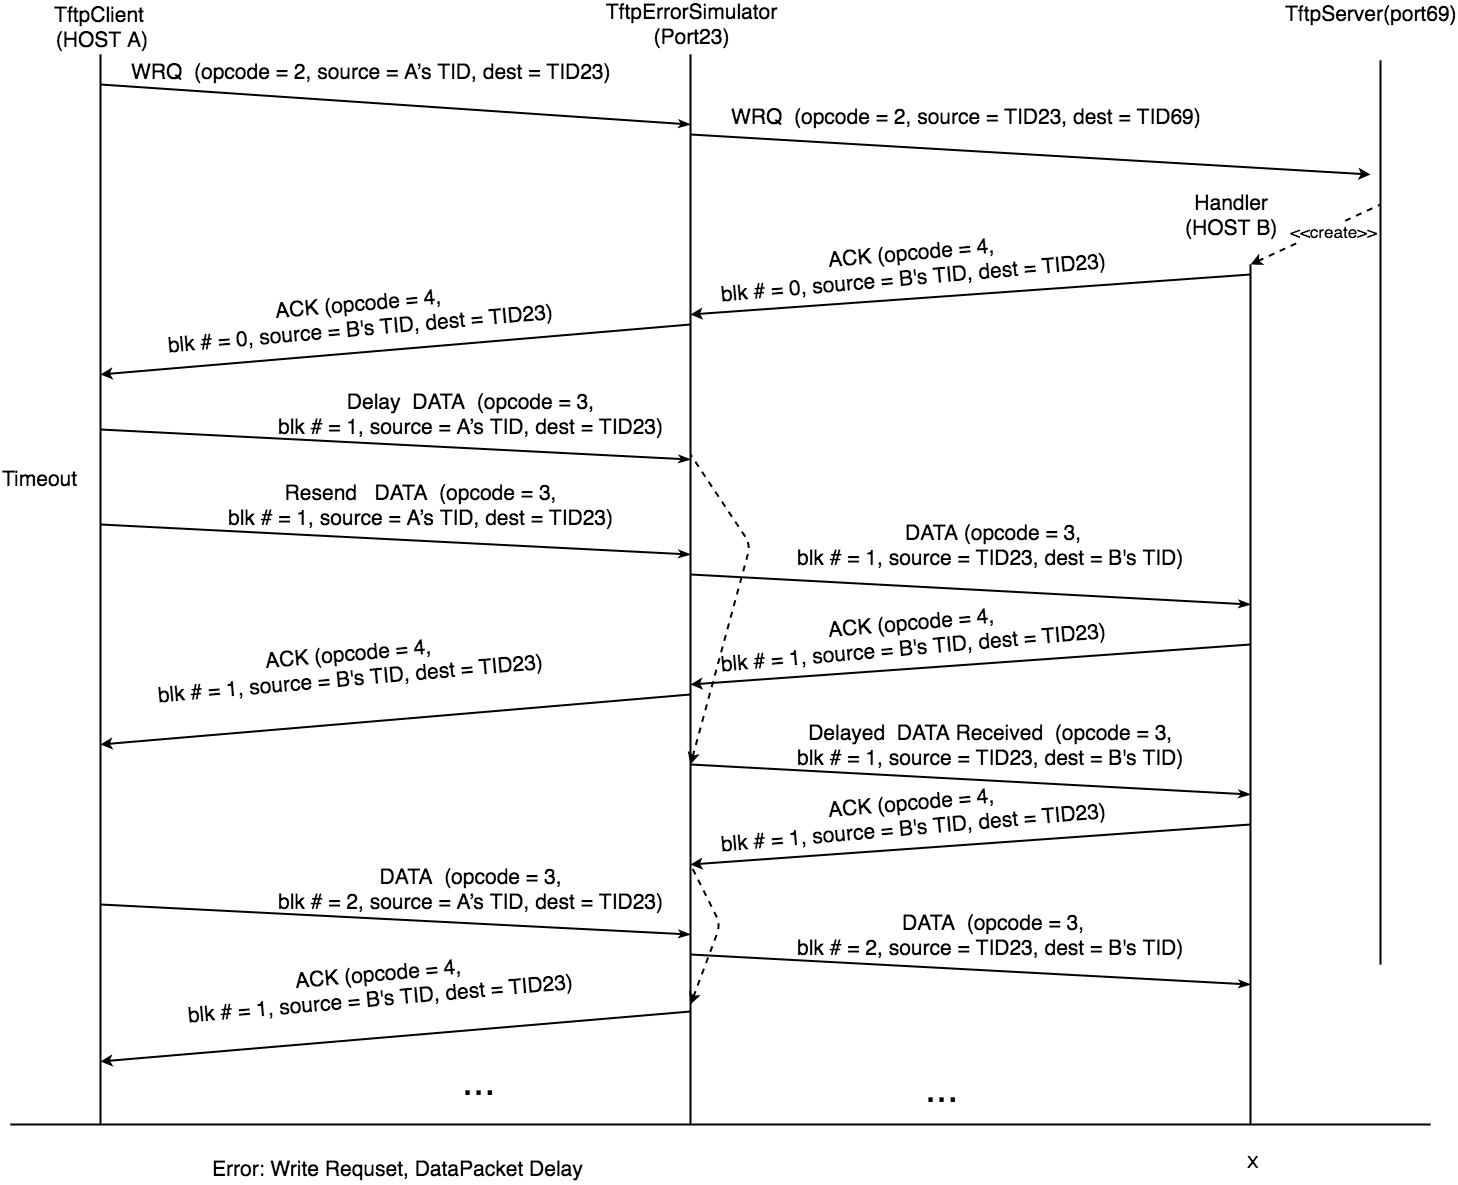 TftpClient
(HOST A)
TftpErrorSimulator
(Port23)
TftpServer(port69)
WRQ (opcode = 2, source = A's TID, dest = TID23)
WRQ (opcode = 2, source = TID23, dest = TID69)
Handler
(HOST B)
<<create>>
ACK (opcode = 4,
blk # = 0, source = B's TID, dest = TID23)
ACK (opcode = 4,
blk # = 0, source = B's TID, dest = TID23)
Delay DATA (opcode = 3,
blk # = 1, source = A's TID, dest = TID23)
Timeout
Resend DATA (opcode = 3,
blk # = 1, source = A's TID, dest = TID23)
DATA (opcode = 3,
blk # = 1, source = TID23, dest = B's TID)
ACK (opcode = 4,
blk # = 1, source = B's TID, dest = TID23)
ACK (opcode = 4,
blk # = 1, source = B's TID, dest = TID23)
Delayed DATA Received (opcode = 3,
blk # = 1, source = TID23, dest = B's TID)
ACK (opcode = 4,
blk # = 1, source = B's TID, dest = TID23)
DATA (opcode = 3,
blk # = 2, source = A's TID, dest = TID23)
DATA (opcode = 3,
blk # = 2, source = TID23, dest = B's TID)
ACK (opcode = 4,
blk # = 1, source = B's TID, dest = TID23)
...
...
Error: Write Requset, DataPacket Delay
x